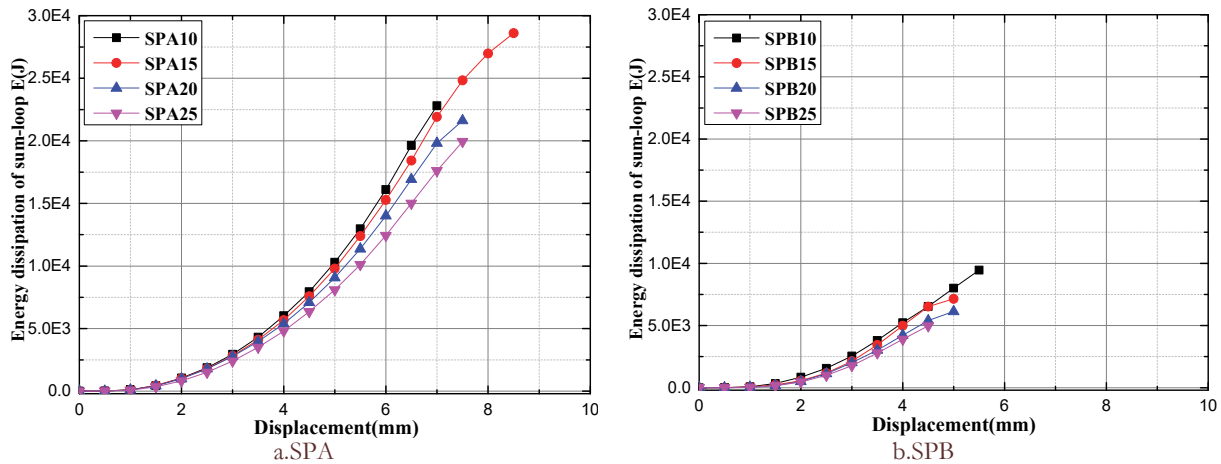 3.0E4
2.5E4
2.0E4
1.5E4
1.0E4
5.0E3
0.0
Energy dissipation of sum-loop E(J)
SPA10
SPA15
SPA20
SPA25
0 2 4 6 8 10
Displacement(mm)
a.SPA
3.0E4
2.5E4
2.0E4
1.5E4
1.0E4
5.0E3
0.0
Energy dissipation of sum-loop E(J)
SPB10
SPB15
SPB20
SPB25
0 2 4 6 8 10
Displacement(mm)
b.SPB